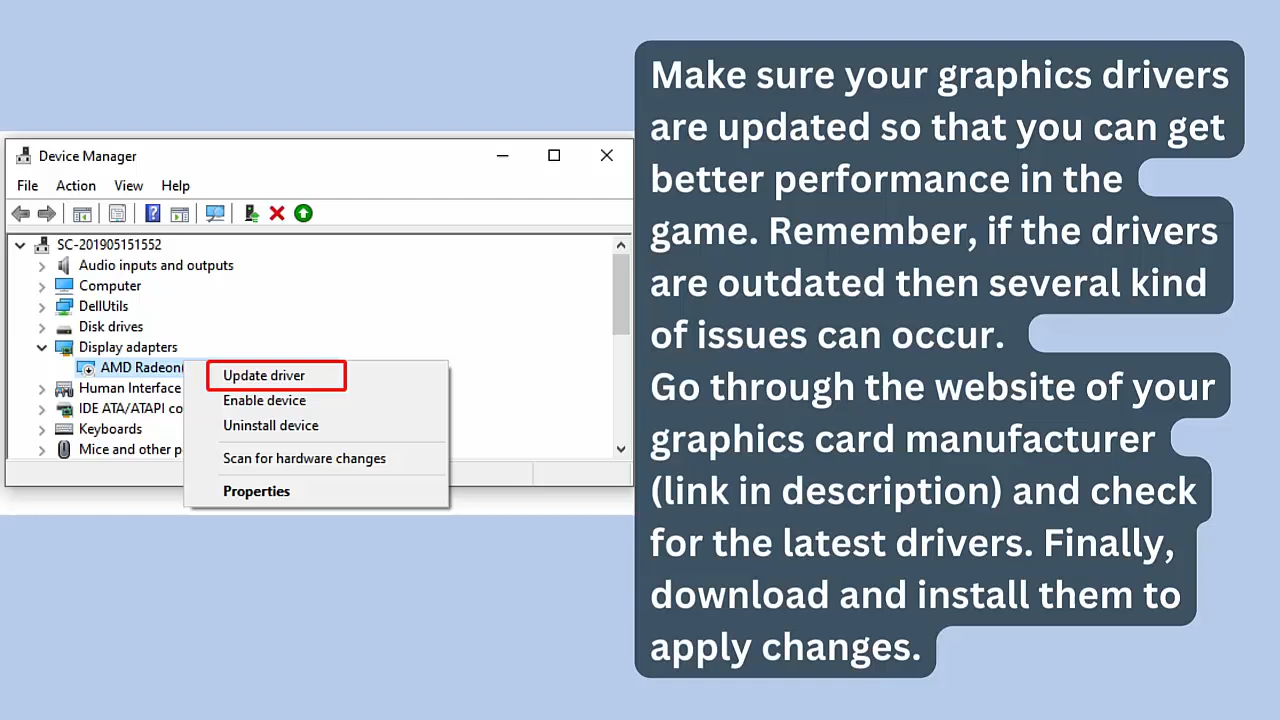 Device Manager
File Action View Help
SC-201905151552
Audio inputs and outputs
Computer
DellUtils
Disk drives
Display adapters
AMD Radeon
Human Interface
IDE ATA/ATAPI co
Keyboards
Mice and other p
Update driver
Enable device
Uninstall device
Scan for hardware changes
Properties
Make sure your graphics drivers
are updated so that you can get
better performance in the
game. Remember, if the drivers
are outdated then several kind
of issues can occur.
Go through the website of your
graphics card manufacturer
(link in description) and check
for the latest drivers. Finally,
download and install them to
apply changes.